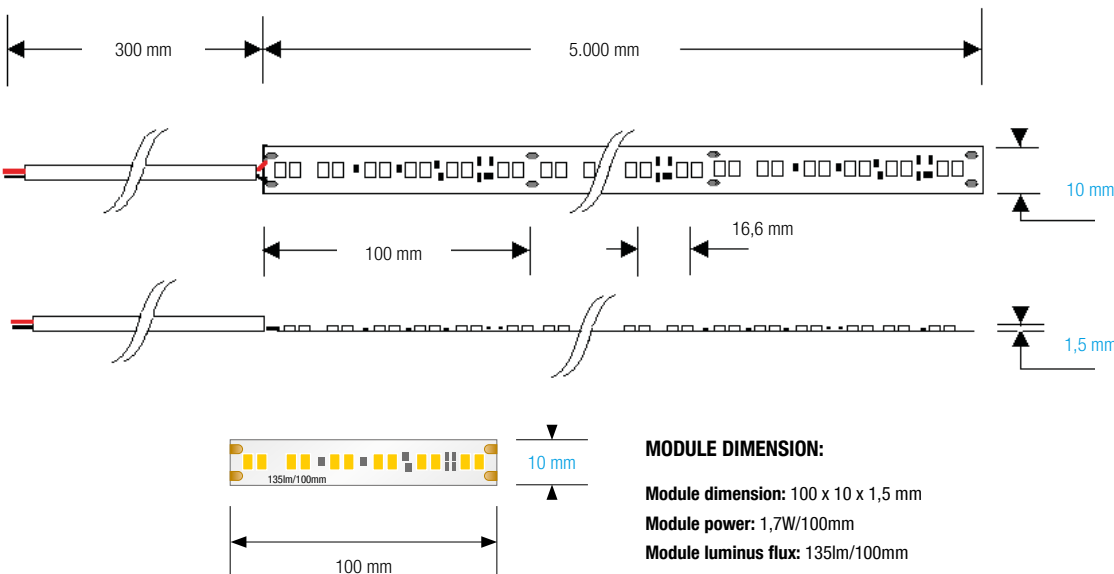 300 mm
5.000 mm
10 mm
100 mm
16,6 mm
1,5 mm
135lm/100mm
10 mm
100 mm
MODULE DIMENSION:
Module dimension: 100 x 10 x 1,5 mm
Module power: 1,7W/100mm
Module luminus flux: 135lm/100mm